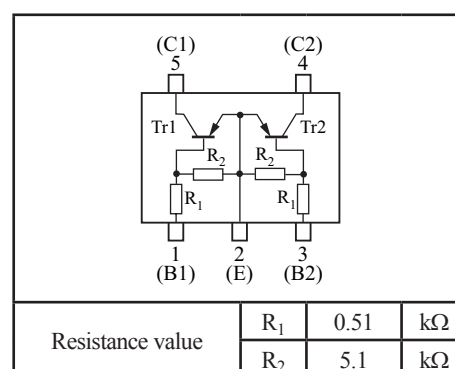 (C1) (C2)
5 4
Tr1 Tr2
R2 R2
R1 R1
1 2 3
(B1) (E) (B2)
Resistance value R1 0.51 kΩ
R2 5.1 kΩ